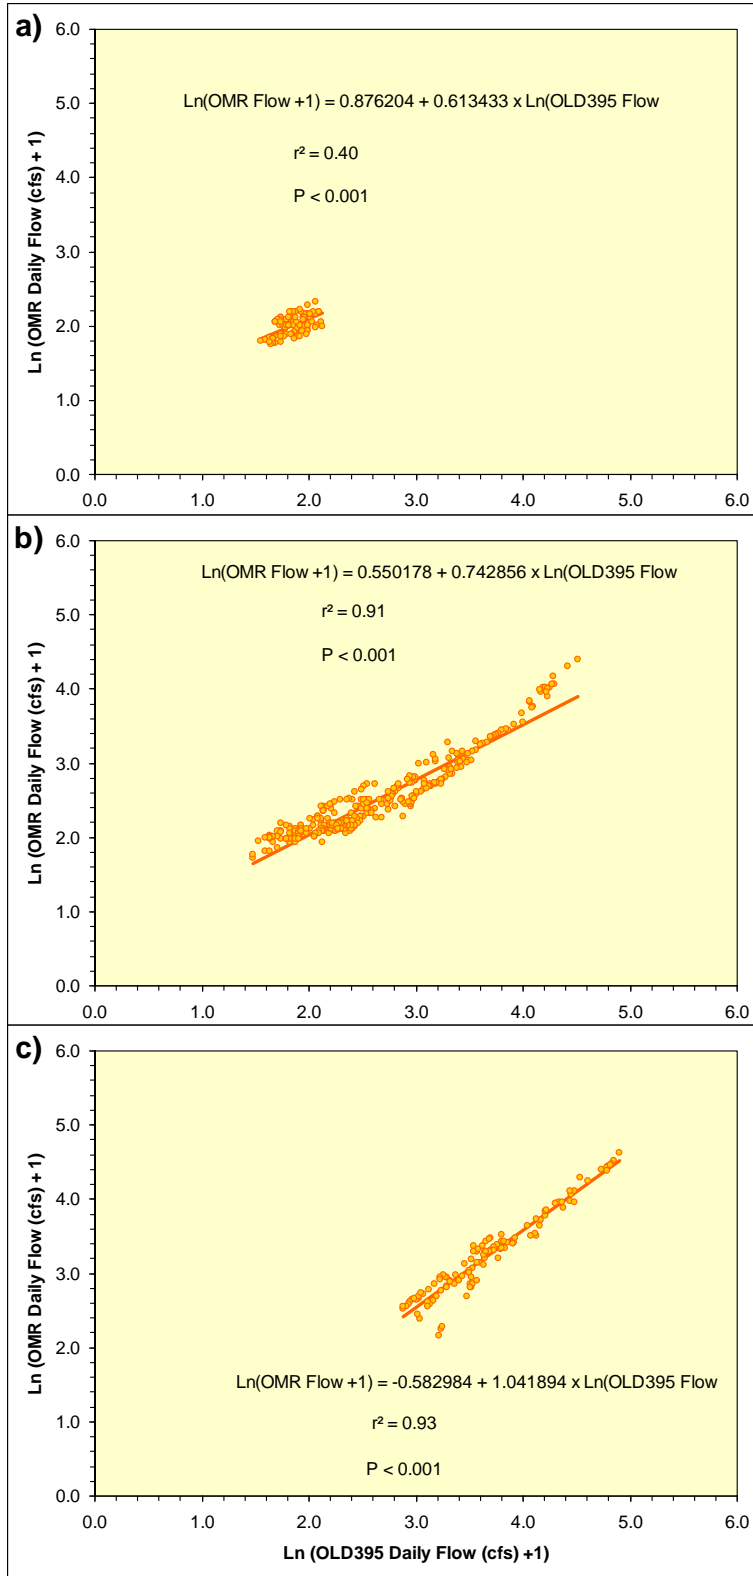 a)
6.0
Ln(OMR Flow +1) = 0.876204 + 0.613433 x Ln(OLD395 Flow
5.0
r² = 0.40
4.0
P < 0.001
3.0
2.0
1.0
0.0
Ln (OMR Daily Flow (cfs) + 1)
0.0 1.0 2.0 3.0 4.0 5.0 6.0
b)
6.0
Ln(OMR Flow +1) = 0.550178 + 0.742856 x Ln(OLD395 Flow
5.0
r² = 0.91
P < 0.001
4.0
3.0
2.0
1.0
0.0
Ln (OMR Daily Flow (cfs) + 1)
0.0 1.0 2.0 3.0 4.0 5.0 6.0
c)
6.0
5.0
4.0
3.0
2.0
Ln(OMR Flow +1) = -0.582984 + 1.041894 x Ln(OLD395 Flow
1.0
r² = 0.93
P < 0.001
0.0
Ln (OMR Daily Flow (cfs) + 1)
0.0 1.0 2.0 3.0 4.0 5.0 6.0
Ln (OLD395 Daily Flow (cfs) +1)